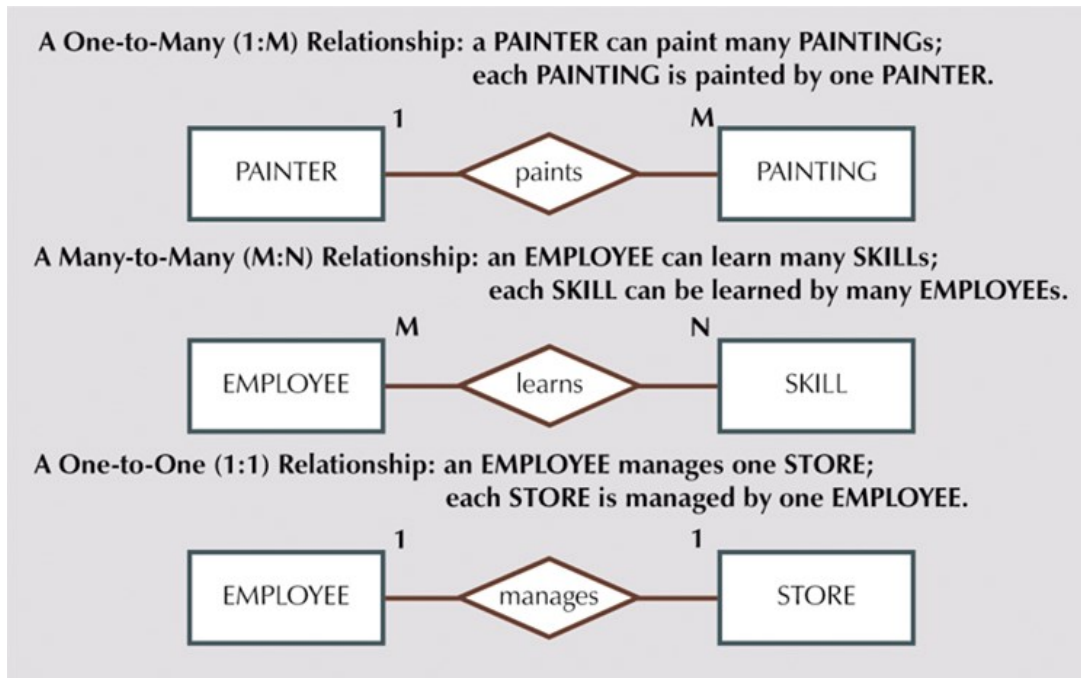 A One-to-Many (1:M) Relationship: a PAINTER can paint many PAINTINGs;
each PAINTING is painted by one PAINTER.
1 M
PAINTER paints PAINTING
A Many-to-Many (M:N) Relationship: an EMPLOYEE can learn many SKILLs;
each SKILL can be learned by many EMPLOYEEs.
M N
EMPLOYEE learns SKILL
A One-to-One (1:1) Relationship: an EMPLOYEE manages one STORE;
each STORE is managed by one EMPLOYEE.
1 1
EMPLOYEE manages STORE